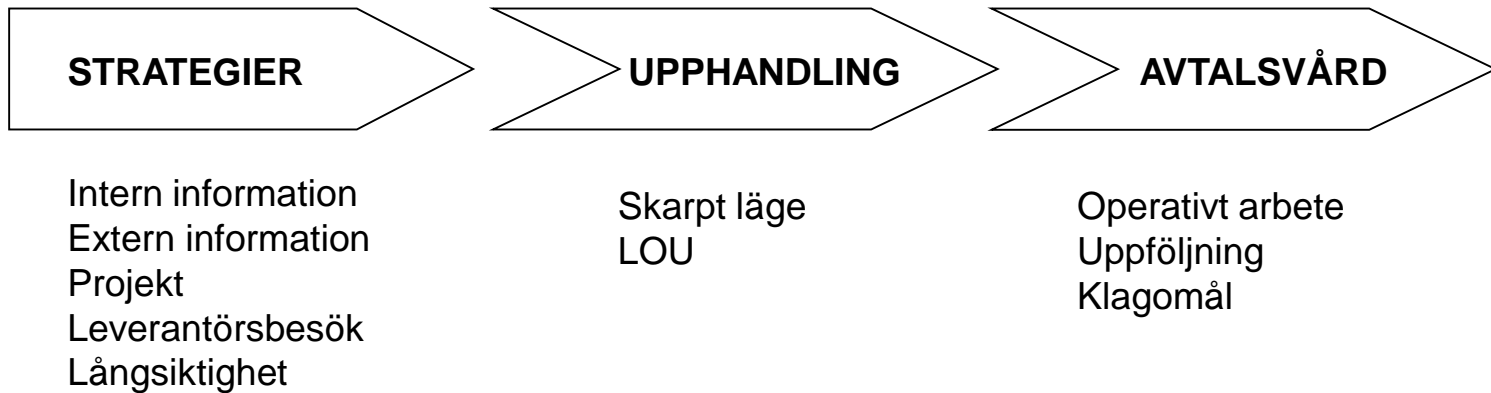 STRATEGIER
UPPHANDLING
AVTALSVÅRD
Intern information
Extern information
Projekt
Leverantörsbesök
Långsiktighet
Skarpt läge
LOU
Operativt arbete
Uppföljning
Klagomål